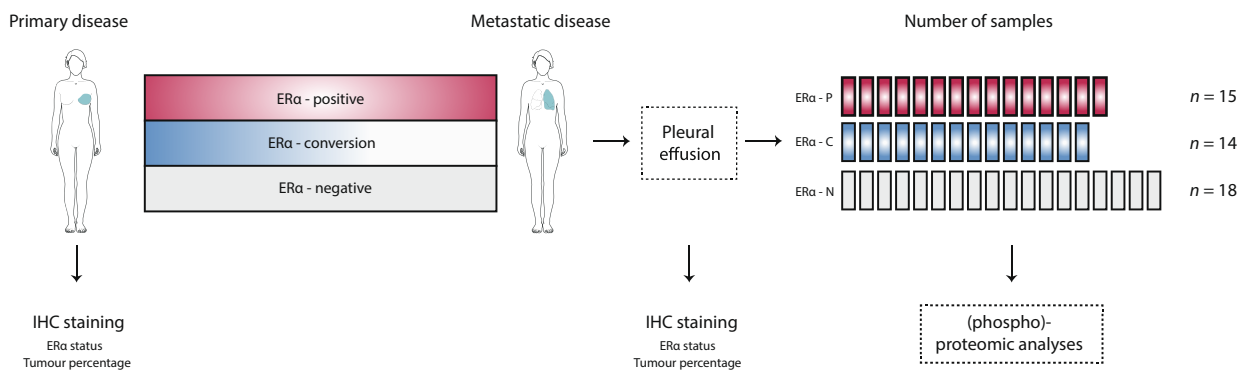 Primary disease
Metastatic disease
Number of samples
ERα - positive
ERα - conversion
ERα - negative
Pleural
effusion
ERα - P
n = 15
ERα - C
n = 14
ERα - N
n = 18
IHC staining
ERα status
Tumour percentage
IHC staining
ERα status
Tumour percentage
(phospho)-
proteomic analyses